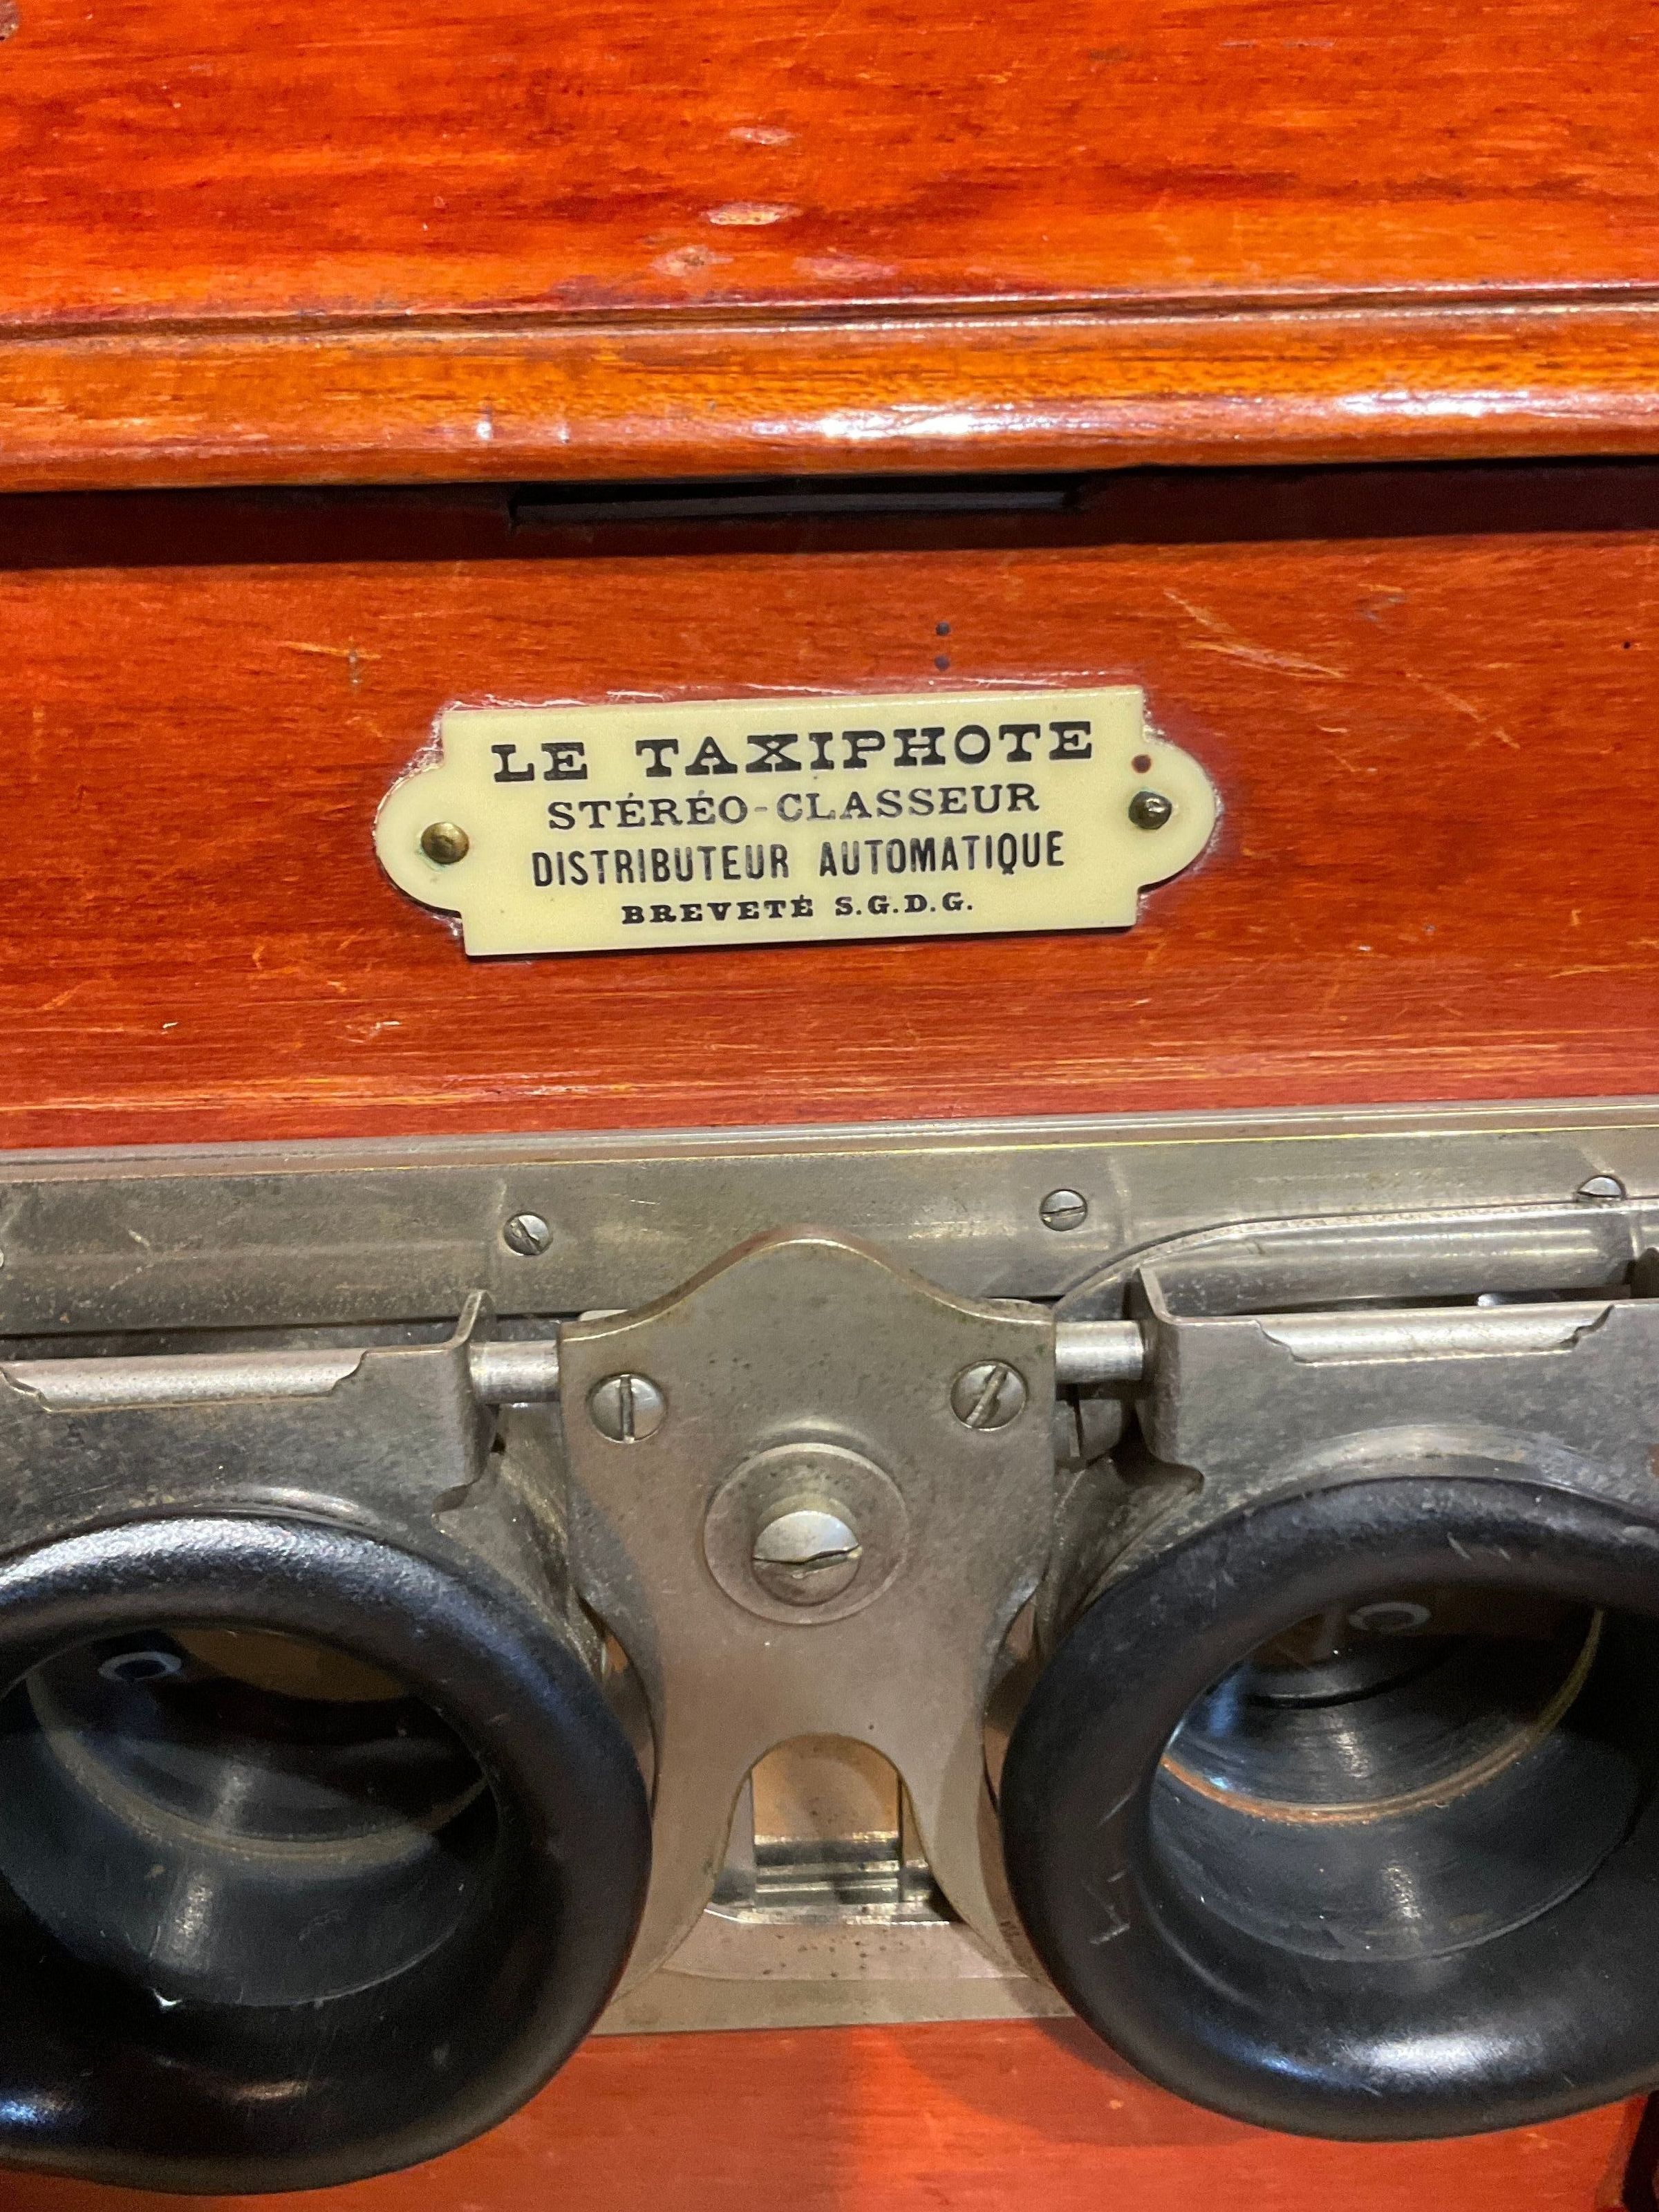 LE TAXIPHOTE
STÉRÉO-CLASSEUR
DISTRIBUTEUR AUTOMATIQUE
BREVETÉ S.G.D.G.